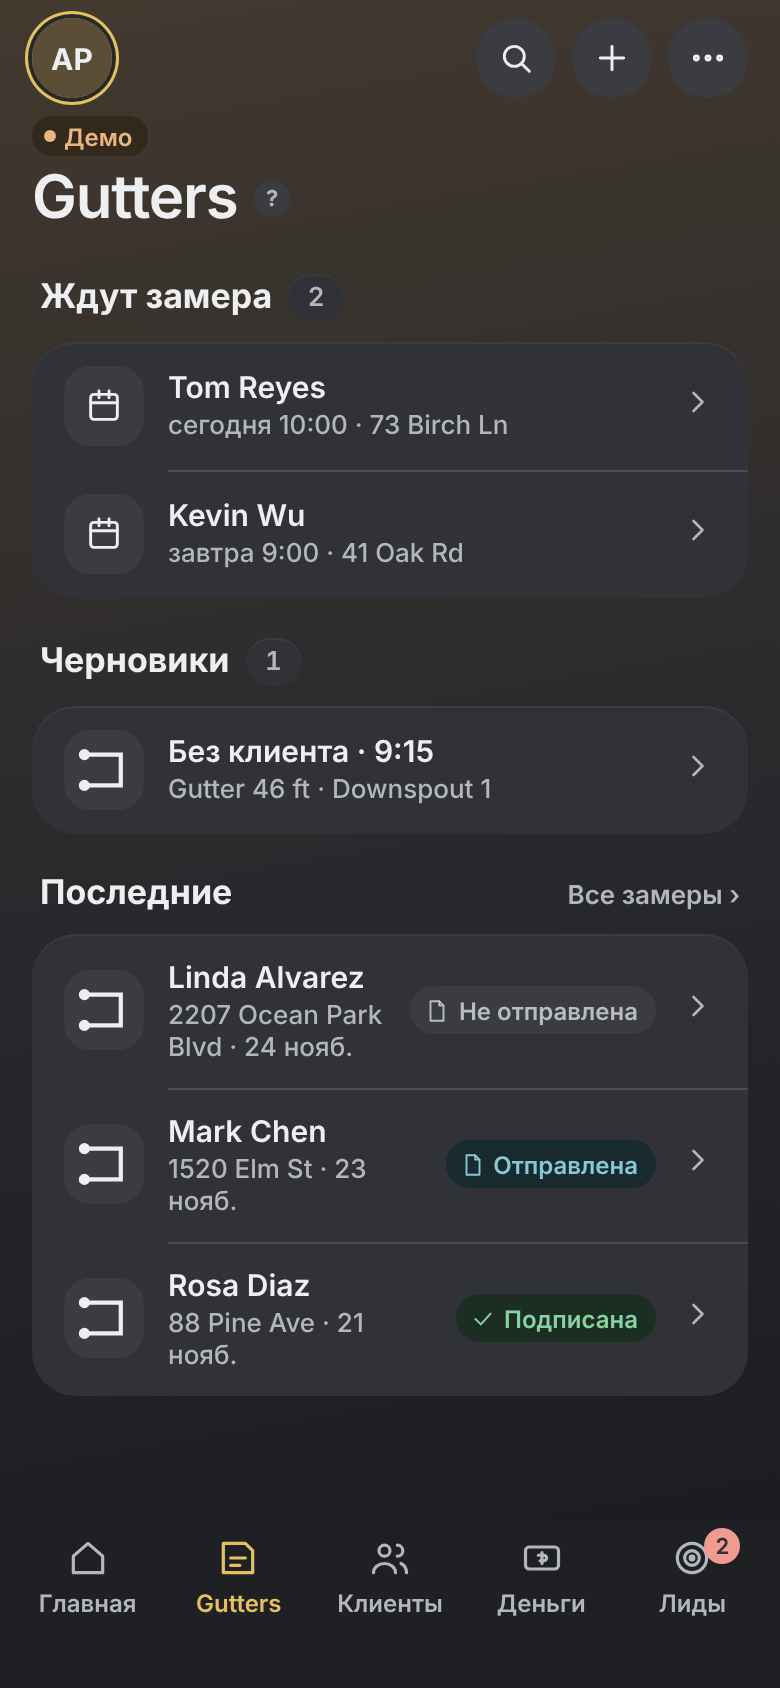 AP
Демо
Gutters ?
Ждут замера 2
Tom Reyes
сегодня 10:00 · 73 Birch Ln
Kevin Wu
завтра 9:00 · 41 Oak Rd
Черновики 1
Без клиента · 9:15
Gutter 46 ft · Downspout 1
Последние
Все замеры ›
Linda Alvarez
2207 Ocean Park
Blvd · 24 нояб.
Не отправлена
Mark Chen
1520 Elm St · 23
нояб.
Отправлена
Rosa Diaz
88 Pine Ave · 21
нояб.
Подписана
2
Главная
Gutters
Клиенты
Деньги
Лиды